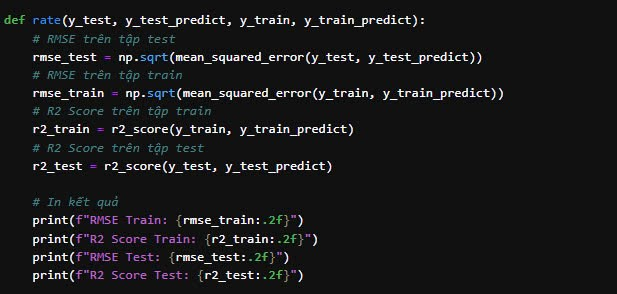 def rate(y_test, y_test_predict, y_train, y_train_predict):
    # RMSE trên tập test
    rmse_test = np.sqrt(mean_squared_error(y_test, y_test_predict))
    # RMSE trên tập train
    rmse_train = np.sqrt(mean_squared_error(y_train, y_train_predict))
    # R2 Score trên tập train
    r2_train = r2_score(y_train, y_train_predict)
    # R2 Score trên tập test
    r2_test = r2_score(y_test, y_test_predict)

    # In kết quả
    print(f"RMSE Train: {rmse_train:.2f}")
    print(f"R2 Score Train: {r2_train:.2f}")
    print(f"RMSE Test: {rmse_test:.2f}")
    print(f"R2 Score Test: {r2_test:.2f}")